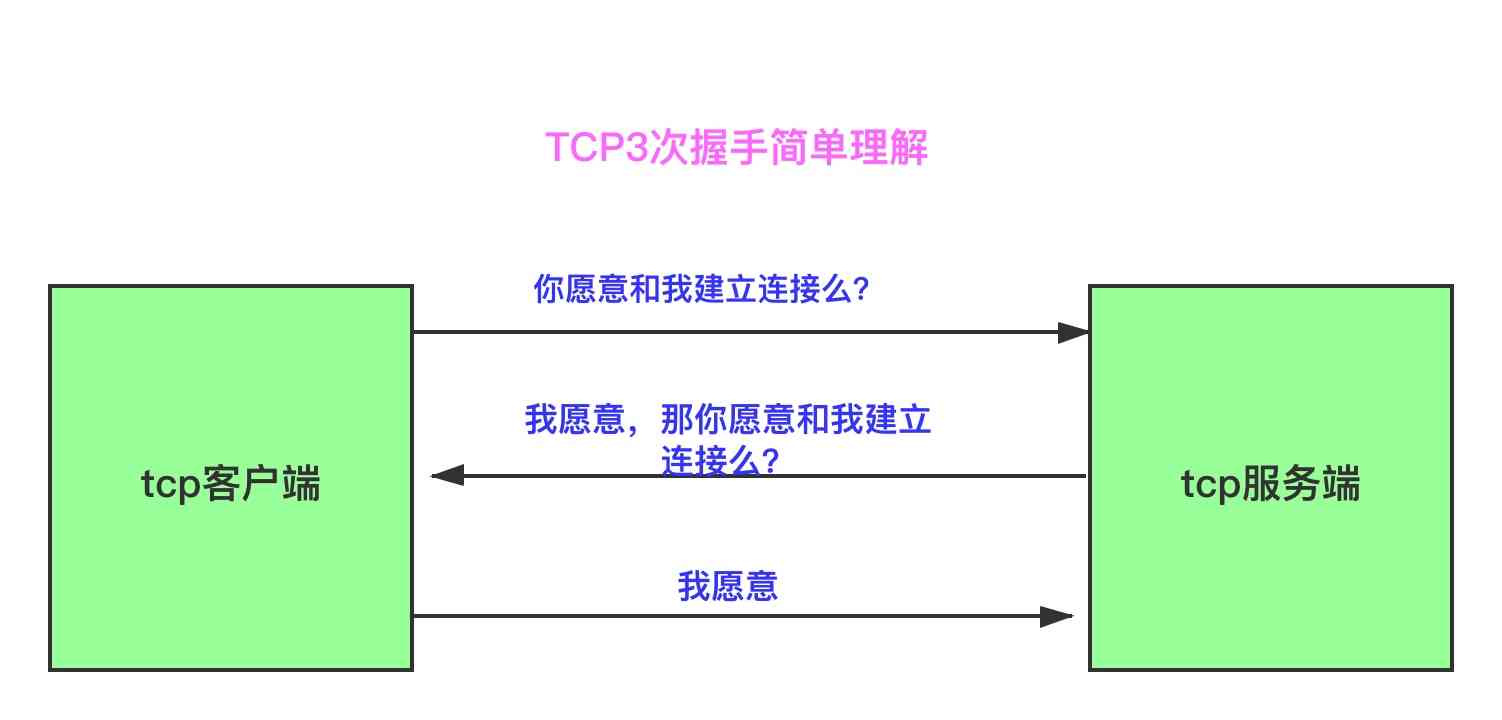 TCP3次握手简单理解
你愿意和我建立连接么?
我愿意，那你愿意和我建立
连接么?
tcp客户端
tcp服务端
我愿意